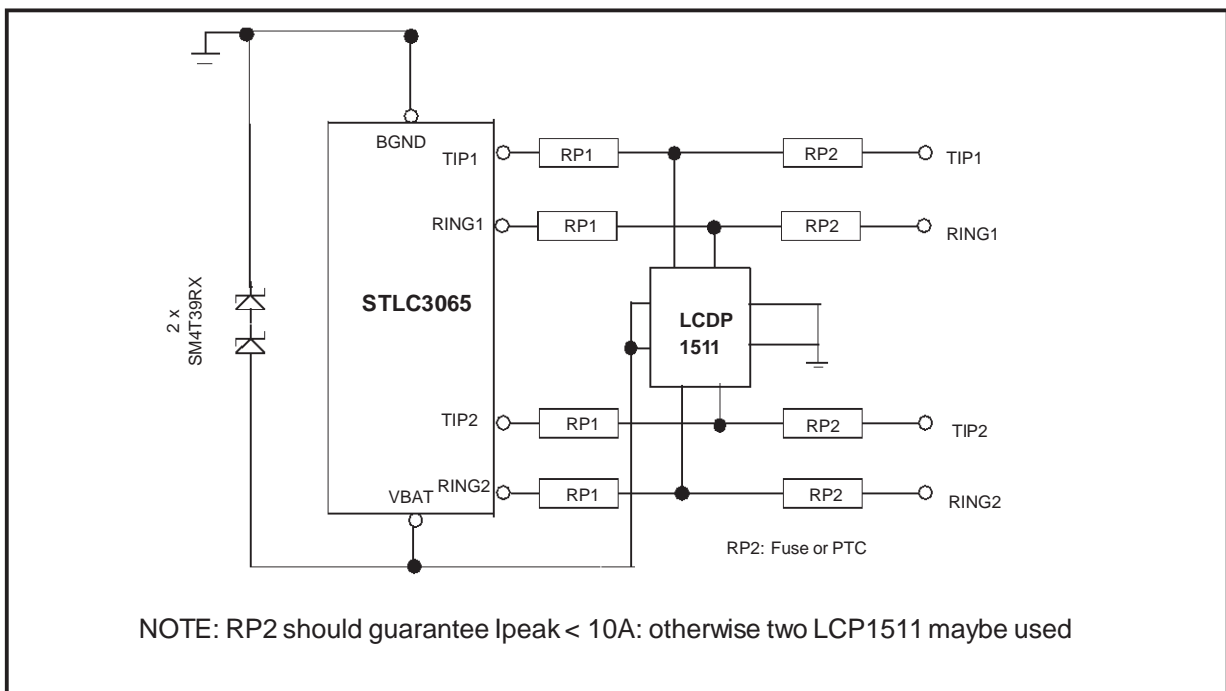 BGND
TIP1
RP1
RP2
TIP1
RING1
RP1
RP2
RING1
2 x
SM4T39RX
STLC3065
LCDP
1511
TIP2
RP1
RP2
TIP2
VBAT
RING2
RP1
RP2
RING2
RP2: Fuse or PTC
NOTE: RP2 should guarantee Ipeak < 10A: otherwise two LCP1511 maybe used